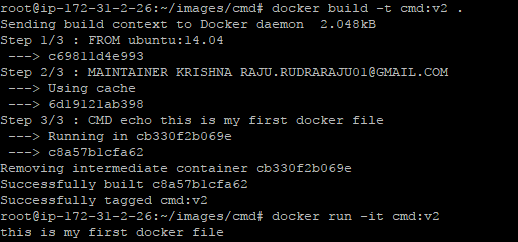 root@ip-172-31-2-26:~/images/cmd# docker build -t cmd:v2 .
Sending build context to Docker daemon  2.048kB
Step 1/3 : FROM ubuntu:14.04
 ---> c69811d4e993
Step 2/3 : MAINTAINER KRISHNA RAJU.RUDRARAJU01@GMAIL.COM
 ---> Using cache
 ---> 6d19121ab398
Step 3/3 : CMD echo this is my first docker file
 ---> Running in cb330f2b069e
 ---> c8a57b1cfa62
Removing intermediate container cb330f2b069e
Successfully built c8a57b1cfa62
Successfully tagged cmd:v2
root@ip-172-31-2-26:~/images/cmd# docker run -it cmd:v2
this is my first docker file